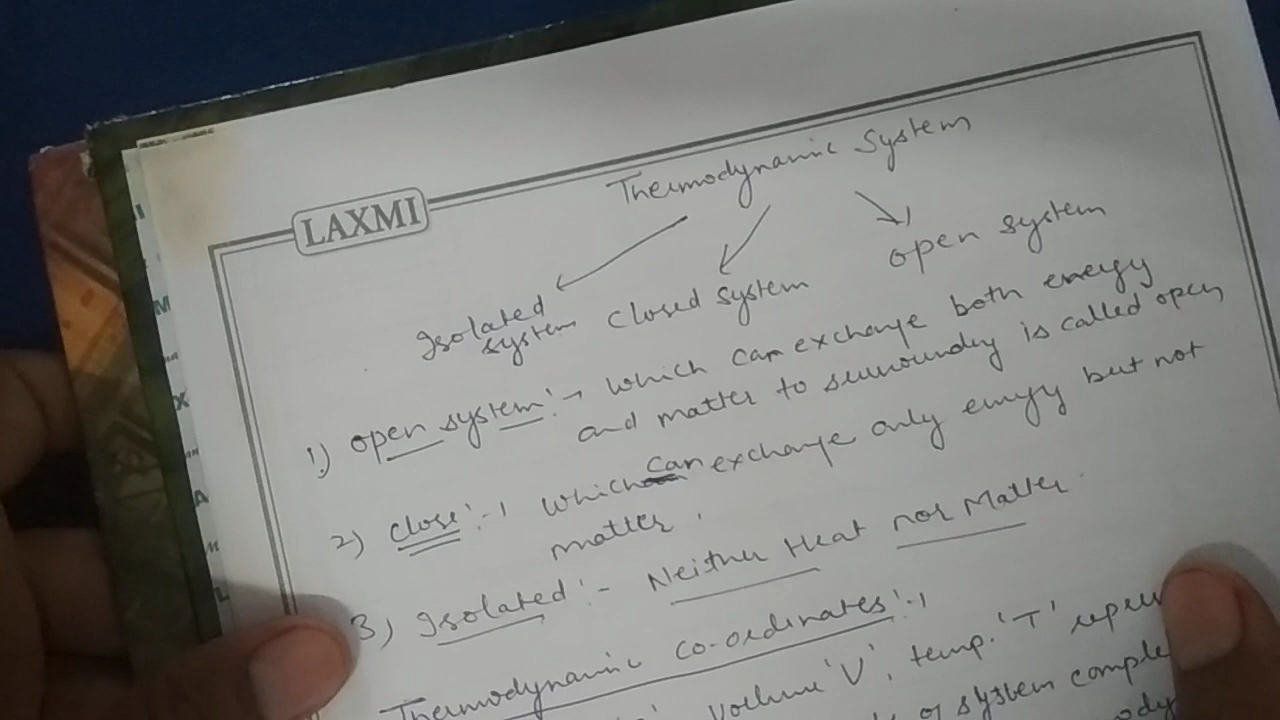 LAXMI
Thermodynamic System
Isolated system closed system open system
1) open system :- which can exchange both energy
and matter to surrounding is called open
2) close :- which can exchange only energy but not
matter.
3) Isolated :- Neither Heat nor Matter.
Thermodynamic co-ordinates :-
Volume 'V', temp. 'T'
of system